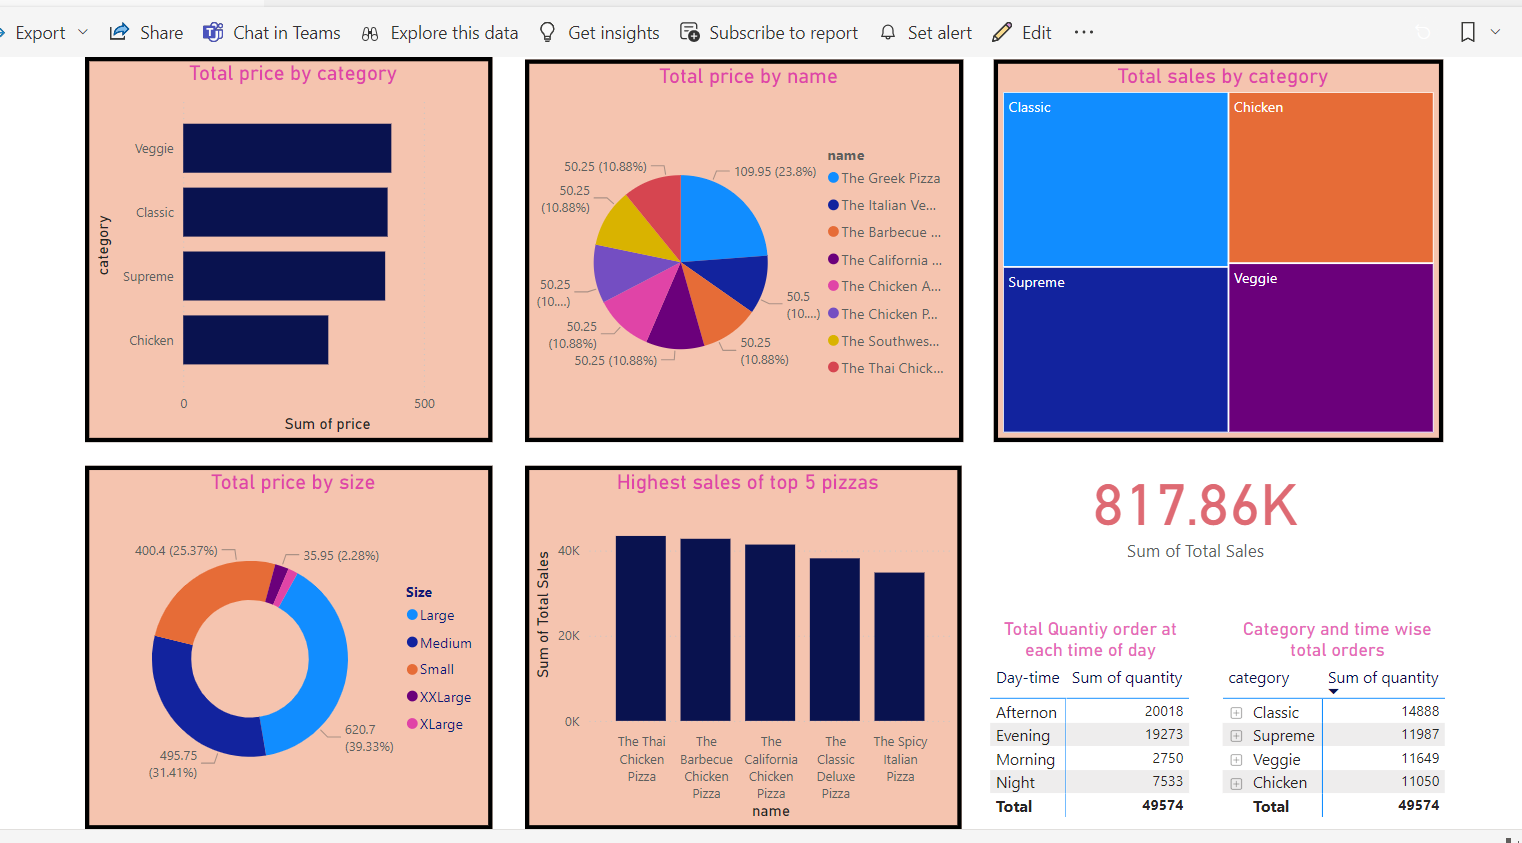 Export
Share
Chat in Teams
Explore this data
Get insights
Subscribe to report
Set alert
Edit
Total price by category
category
Veggie
Classic
Supreme
Chicken
0
500
Sum of price
Total price by name
50.25 (10.88%)
109.95 (23.8%)
50.25
(10.88%)
50.25
(10....)
50.5
(10....)
50.25
(10.88%)
50.25
(10.88%)
50.25 (10.88%)
name
The Greek Pizza
The Italian Ve...
The Barbecue ...
The California ...
The Chicken A...
The Chicken P...
The Southwes...
The Thai Chick...
Total sales by category
Classic
Chicken
Supreme
Veggie
Total price by size
400.4 (25.37%)
35.95 (2.28%)
620.7
(39.33%)
495.75
(31.41%)
Size
Large
Medium
Small
XXLarge
XLarge
Highest sales of top 5 pizzas
Sum of Total Sales
40K
20K
0K
The Thai
Chicken
Pizza
The
Barbecue
Chicken
Pizza
The
California
Chicken
Pizza
The
Classic
Deluxe
Pizza
The Spicy
Italian
Pizza
name
817.86K
Sum of Total Sales
Total Quantiy order at
each time of day
Day-time Sum of quantity
Afternon 20018
Evening 19273
Morning 2750
Night 7533
Total 49574
Category and time wise
total orders
category Sum of quantity
Classic 14888
Supreme 11987
Veggie 11649
Chicken 11050
Total 49574